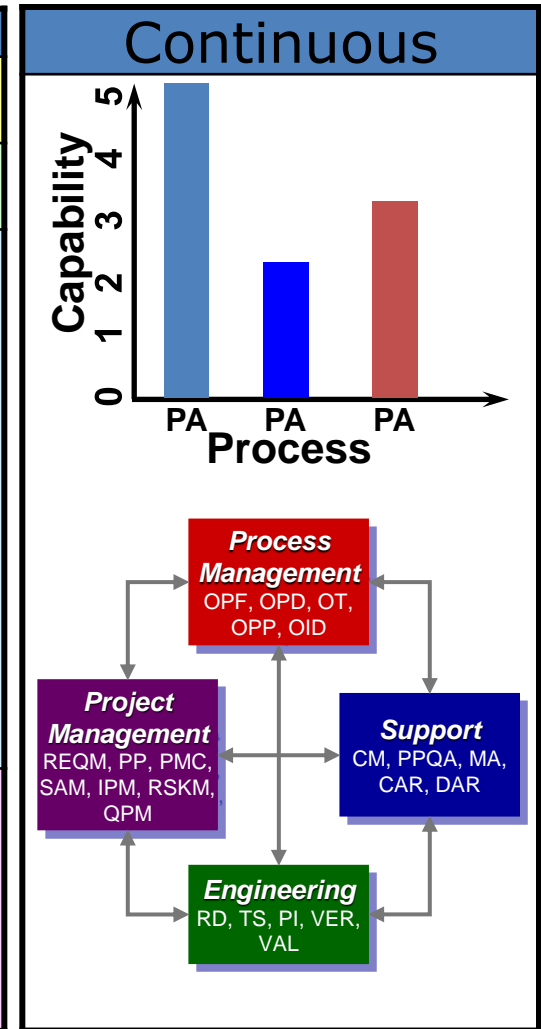 Continuous
Capability
5
4
3
2
1
0
PA PA PA
Process
Process
Management
OPF, OPD, OT,
OPP, OID
Project
Management
REQM, PP, PMC,
SAM, IPM, RSKM,
QPM
Support
CM, PPQA, MA,
CAR, DAR
Engineering
RD, TS, PI, VER,
VAL